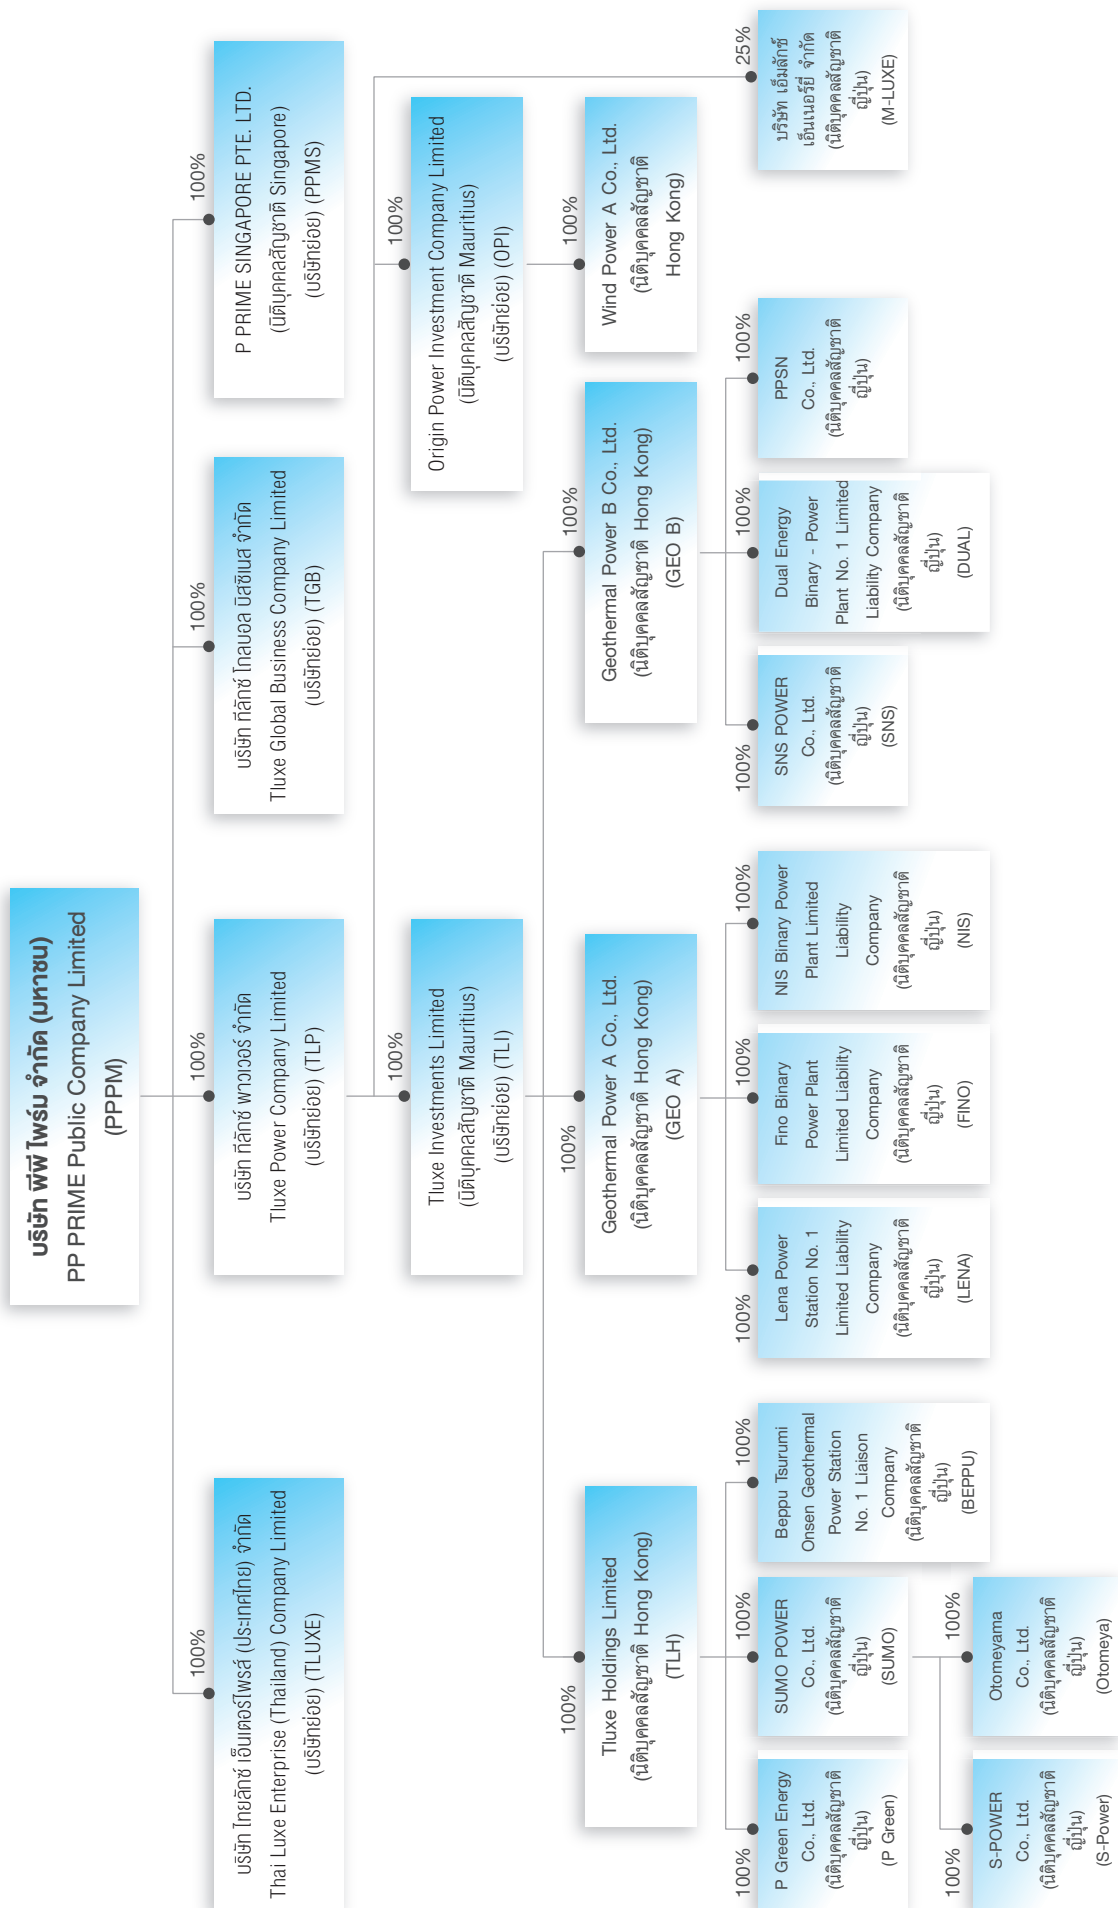 บริษัท พีพี ไพร์ม จำกัด (มหาชน)
PP PRIME Public Company Limited
(PPPM)
100%
บริษัท ไทยลักซ์ เอ็นเตอร์ไพรส์ (ประเทศไทย) จำกัด
Thai Luxe Enterprise (Thailand) Company Limited
(บริษัทย่อย) (TLUXE)
100%
บริษัท ทีลักซ์ พาวเวอร์ จำกัด
Tluxe Power Company Limited
(บริษัทย่อย) (TLP)
100%
บริษัท ทีลักซ์ โกลบอล บิสซิเนส จำกัด
Tluxe Global Business Company Limited
(บริษัทย่อย) (TGB)
100%
P PRIME SINGAPORE PTE. LTD.
(นิติบุคคลสัญชาติ Singapore)
(บริษัทย่อย) (PPMS)
100%
Tluxe Investments Limited
(นิติบุคคลสัญชาติ Mauritius)
(บริษัทย่อย) (TLI)
100%
Origin Power Investment Company Limited
(นิติบุคคลสัญชาติ Mauritius)
(บริษัทย่อย) (OPI)
100%
Tluxe Holdings Limited
(นิติบุคคลสัญชาติ Hong Kong)
(TLH)
100%
Geothermal Power A Co., Ltd.
(นิติบุคคลสัญชาติ Hong Kong)
(GEO A)
100%
Geothermal Power B Co., Ltd.
(นิติบุคคลสัญชาติ Hong Kong)
(GEO B)
100%
Wind Power A Co., Ltd.
(นิติบุคคลสัญชาติ
Hong Kong)
100%
P Green Energy
Co., Ltd.
(นิติบุคคลสัญชาติ
ญี่ปุ่น)
(P Green)
100%
SUMO POWER
Co., Ltd.
(นิติบุคคลสัญชาติ
ญี่ปุ่น)
(SUMO)
100%
Beppu Tsurumi
Onsen Geothermal
Power Station
No. 1 Liaison
Company
(นิติบุคคลสัญชาติ
ญี่ปุ่น)
(BEPPU)
100%
Lena Power
Station No. 1
Limited Liability
Company
(นิติบุคคลสัญชาติ
ญี่ปุ่น)
(LENA)
100%
Fino Binary
Power Plant
Limited Liability
Company
(นิติบุคคลสัญชาติ
ญี่ปุ่น)
(FINO)
100%
NIS Binary Power
Plant Limited
Liability
Company
(นิติบุคคลสัญชาติ
ญี่ปุ่น)
(NIS)
100%
SNS POWER
Co., Ltd.
(นิติบุคคลสัญชาติ
ญี่ปุ่น)
(SNS)
100%
Dual Energy
Binary - Power
Plant No. 1 Limited
Liability Company
(นิติบุคคลสัญชาติ
ญี่ปุ่น)
(DUAL)
100%
PPSN
Co., Ltd.
(นิติบุคคลสัญชาติ
ญี่ปุ่น)
25%
บริษัท เอ็มลักซ์
เอ็นเนอร์ยี่ จำกัด
(นิติบุคคลสัญชาติ
ญี่ปุ่น)
(M-LUXE)
100%
S-POWER
Co., Ltd.
(นิติบุคคลสัญชาติ
ญี่ปุ่น)
(S-Power)
100%
Otomeyama
Co., Ltd.
(นิติบุคคลสัญชาติ
ญี่ปุ่น)
(Otomeya)